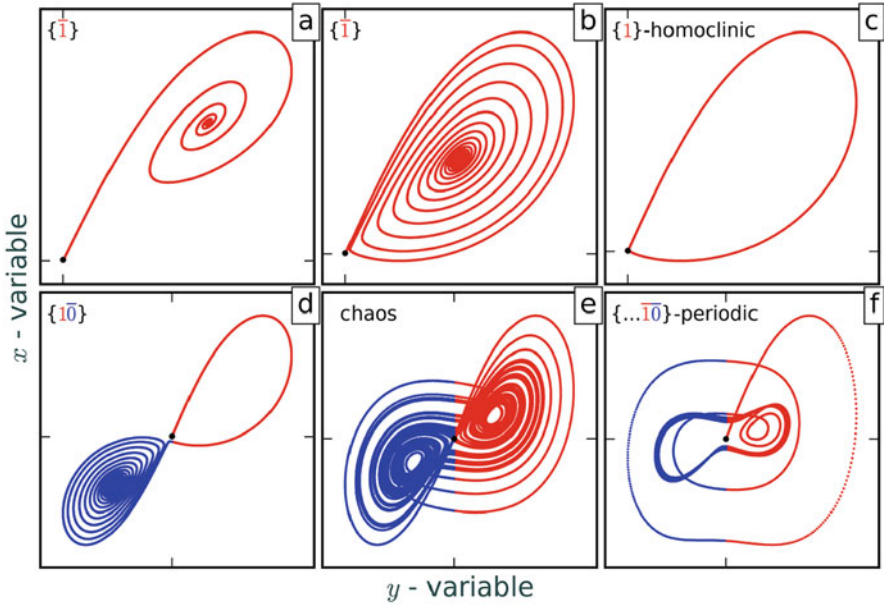 {1̅} a
{1̅} b
{1}-homoclinic c
x - variable
{10̅} d
chaos e
{...1̅0̅}-periodic f
y - variable